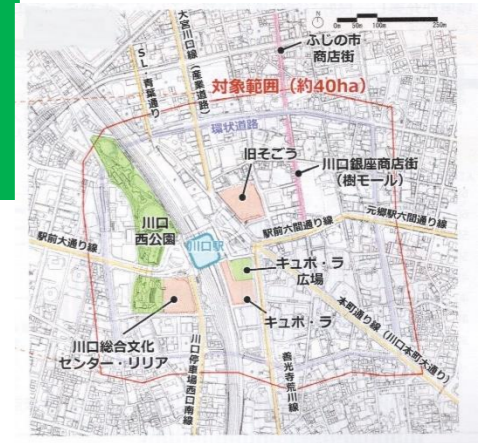 0m 50m 100m 250m
ふじの市
商店街
大宮川口線（産業道路）
SL・青葉通り
対象範囲（約40ha）
環状道路
旧そごう
川口銀座商店街
（樹モール）
川口
西公園
川口駅
駅前六間通り線
元郷駅六間通り線
駅前大通り線
キュポ・ラ
広場
キュポ・ラ
本町通り線（川口本町大通り）
川口総合文化
センター・リリア
川口停車場西口南線
善光寺荒川線